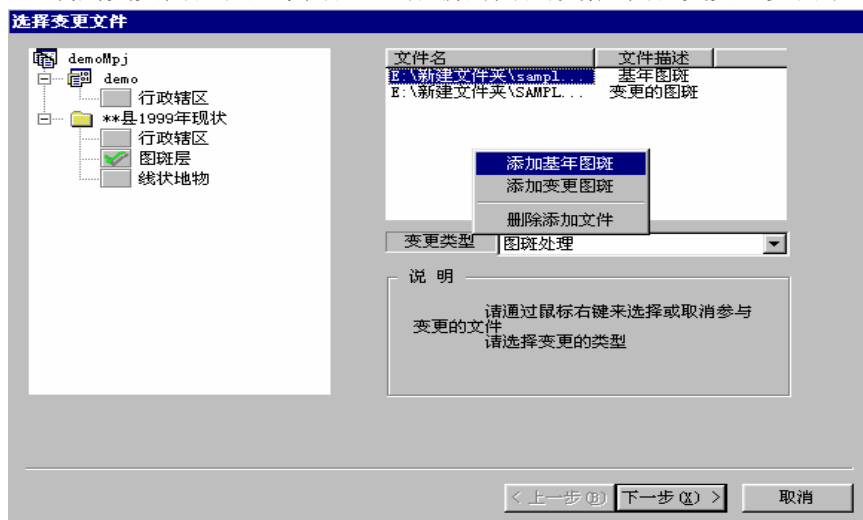 选择变更文件
demoMpj
demo
行政辖区
**县1999年现状
行政辖区
图斑层
线状地物
文件名 文件描述
E:\新建文件夹\sampl... 基年图斑
E:\新建文件夹\SAMPL... 变更的图斑
添加基年图斑
添加变更图斑
删除添加文件
变更类型 图斑处理
说 明
请通过鼠标右键来选择或取消参与
变更的文件
请选择变更的类型
< 上一步(B) 下一步(X) > 取消